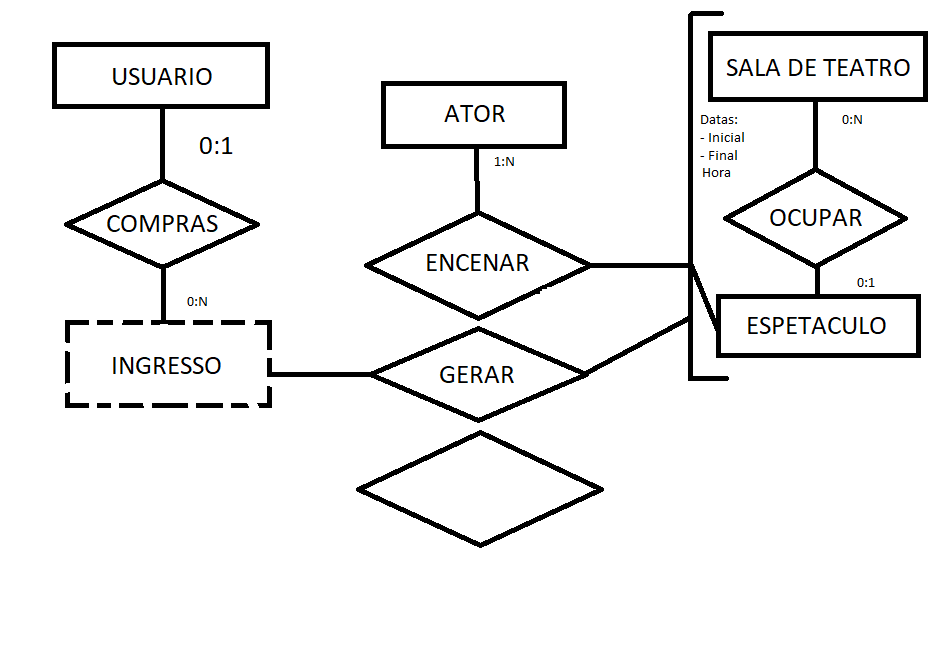 USUARIO
0:1
COMPRAS
0:N
INGRESSO
ATOR
1:N
ENCENAR
GERAR
SALA DE TEATRO
Datas:
- Inicial
- Final
Hora
0:N
OCUPAR
0:1
ESPETACULO